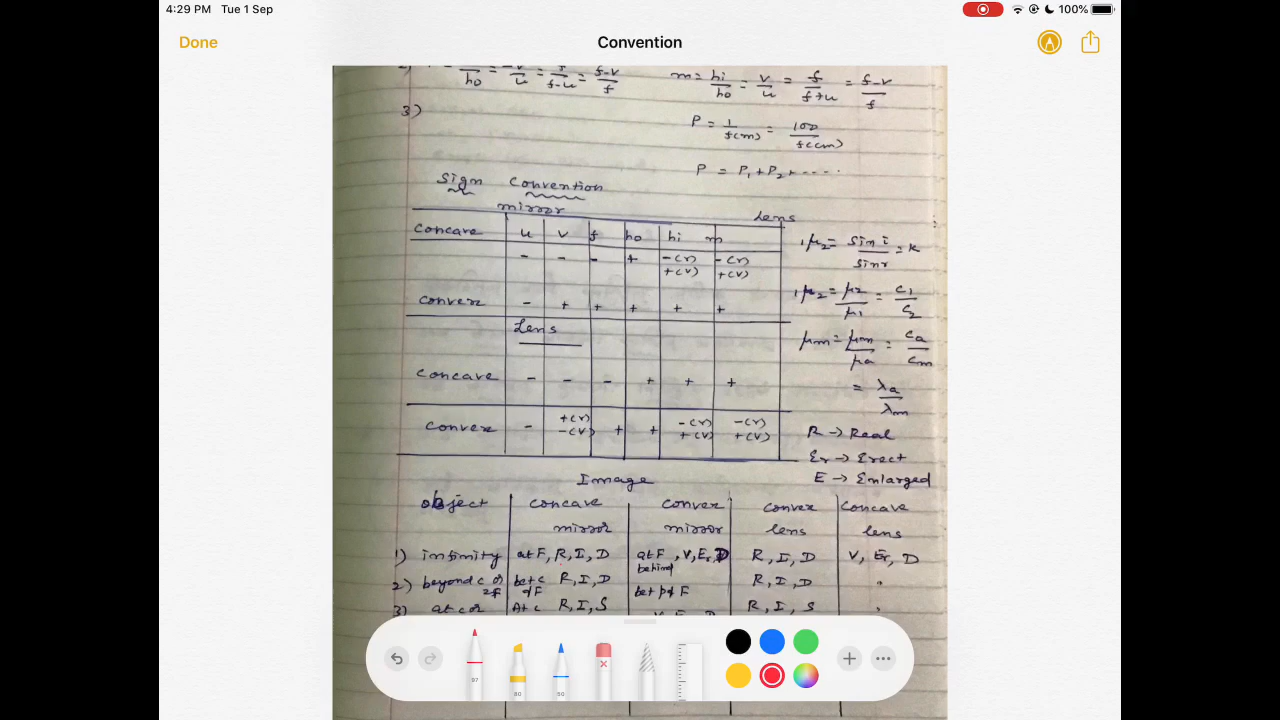 4:29 PM Tue 1 Sep
100%
Done
Convention
ho u f-u f
m = hi/ho = v/u = f/f+u = f-v/f
3)
P = 1/f(m) = 100/f(cm)
P = P1 + P2 + ....
Sign Convention
mirror
Lens
concave u v f ho hi m
- - - + -(r) -(r)
+(v) +(v)
convex - + + + + +
Lens
concave - - - + + +
convex - +(r) + + -(r) -(r)
-(v) +(v) +(v)
1μ2 = sin i/sin r = k
1μ2 = μ2/μ1 = c1/c2
μm = μm/μa = ca/cm
= λa/λm
R → Real
Er → Erect
E → Enlarged
Image
object concave mirror convex mirror convex lens concave lens
1) infinity at F, R, I, D at F behind, V, Er, D R, I, D V, Er, D
2) beyond c or 2f bet c & F R, I, D bet p & F R, I, D "
3) at c or At c R, I, S R, I, S "
97
80
50